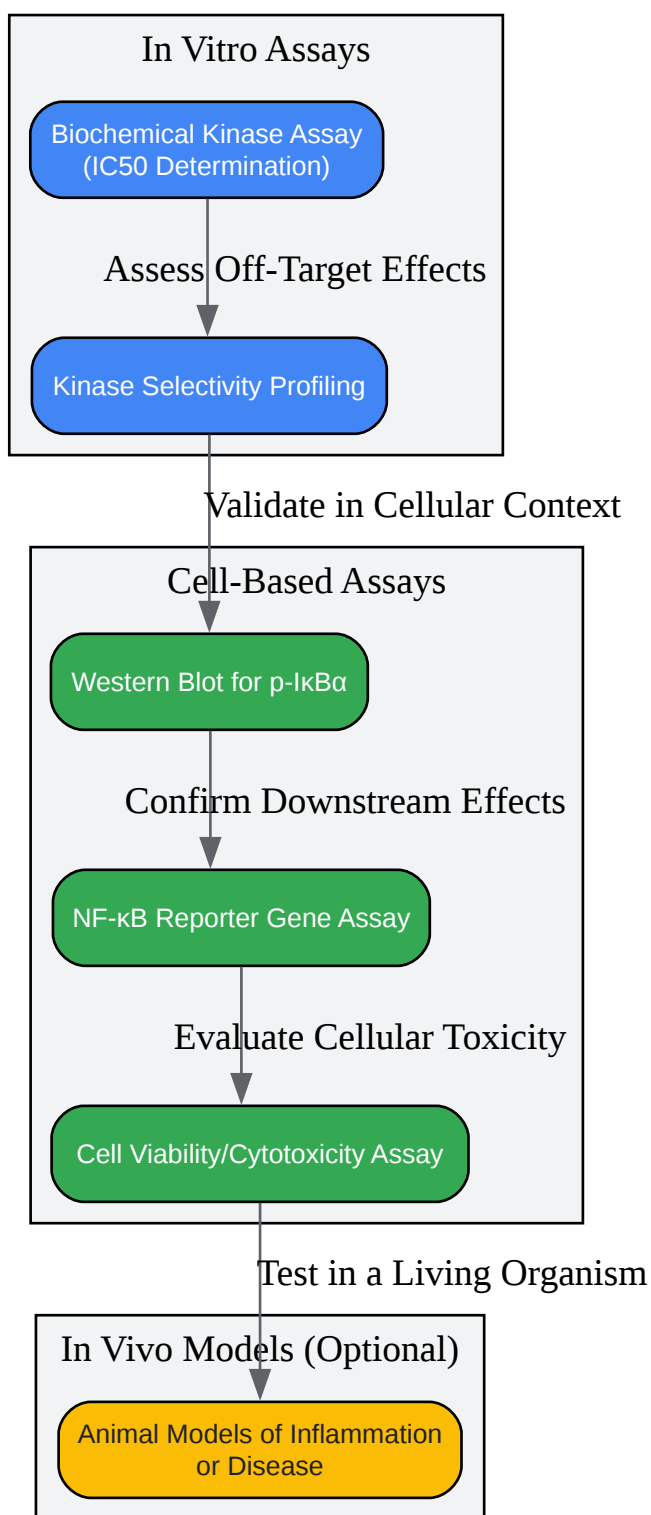 In Vitro Assays
Biochemical Kinase Assay
(IC50 Determination)
Assess Off-Target Effects
Kinase Selectivity Profiling
Validate in Cellular Context
Cell-Based Assays
Western Blot for p-IκBα
Confirm Downstream Effects
NF-κB Reporter Gene Assay
Evaluate Cellular Toxicity
Cell Viability/Cytotoxicity Assay
Test in a Living Organism
In Vivo Models (Optional)
Animal Models of Inflammation
or Disease